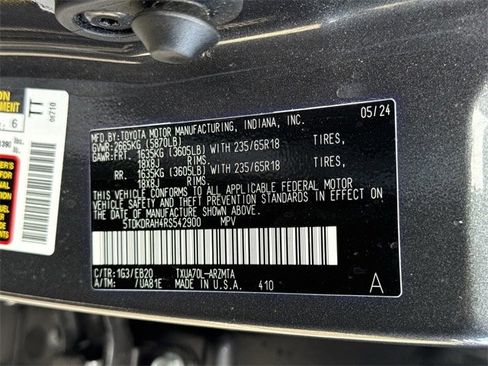 MFD.BY:TOYOTA MOTOR MANUFACTURING, INDIANA, INC. 05/24
GVWR:2665KG (5870LB)
GAWR:FRT. 1635KG (3605LB) WITH 235/65R18 TIRES,
18X8J RIMS,
RR. 1635KG (3605LB) WITH 235/65R18 TIRES,
18X8J RIMS,
THIS VEHICLE CONFORMS TO ALL APPLICABLE FEDERAL MOTOR
VEHICLE SAFETY AND THEFT PREVENTION STANDARDS IN EFFECT
ON THE DATE OF MANUFACTURE SHOWN ABOVE.
5TDKDRAH4RS542900 MPV
C/TR:1G3/EB20 TXUA70L-ARZMTA
A/TM: /UA81E MADE IN U.S.A. 410
A
TT
6